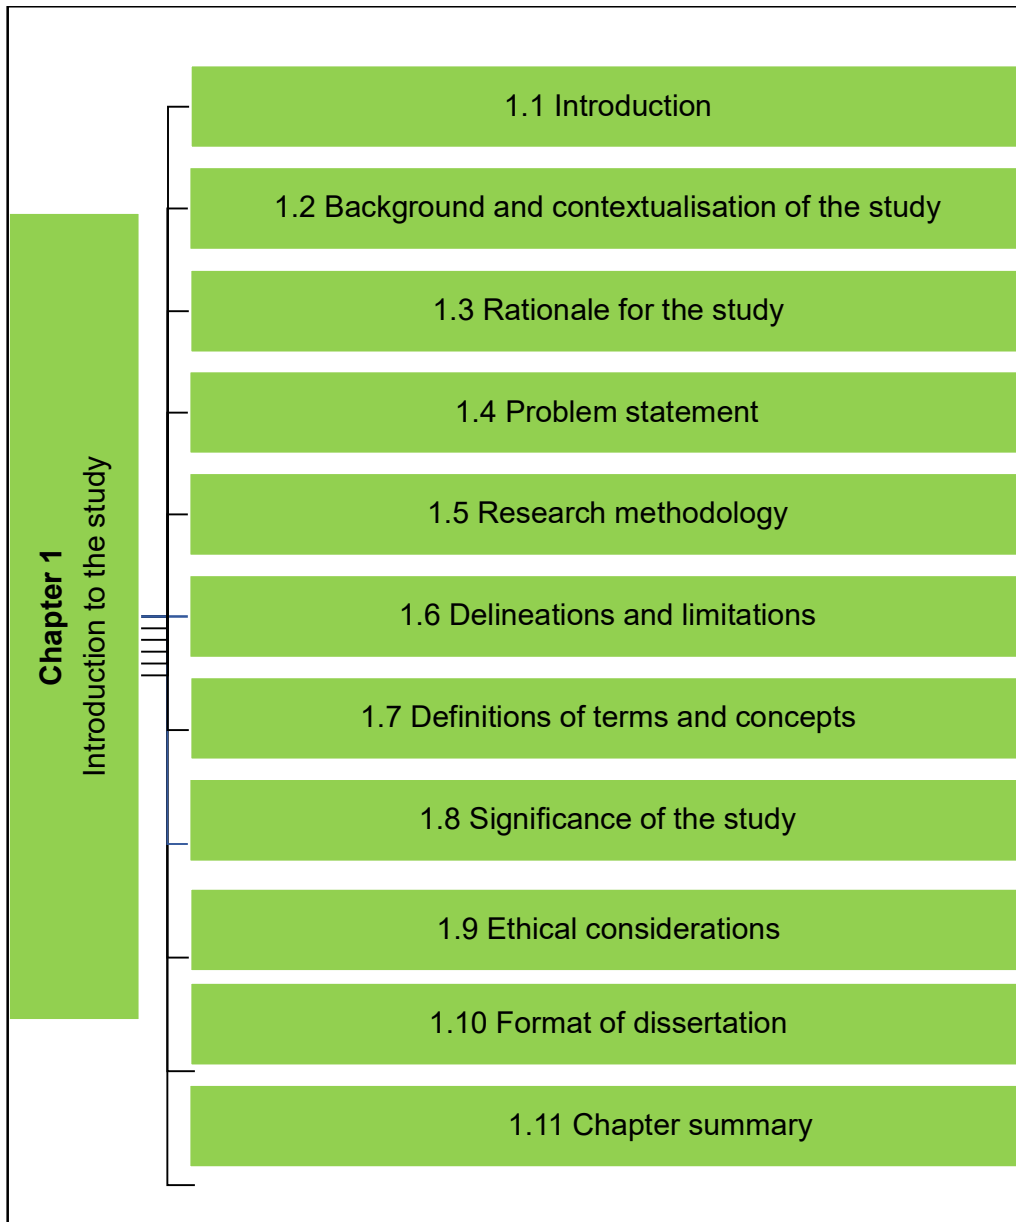 Chapter 1
Introduction to the study
1.1 Introduction
1.2 Background and contextualisation of the study
1.3 Rationale for the study
1.4 Problem statement
1.5 Research methodology
1.6 Delineations and limitations
1.7 Definitions of terms and concepts
1.8 Significance of the study
1.9 Ethical considerations
1.10 Format of dissertation
1.11 Chapter summary